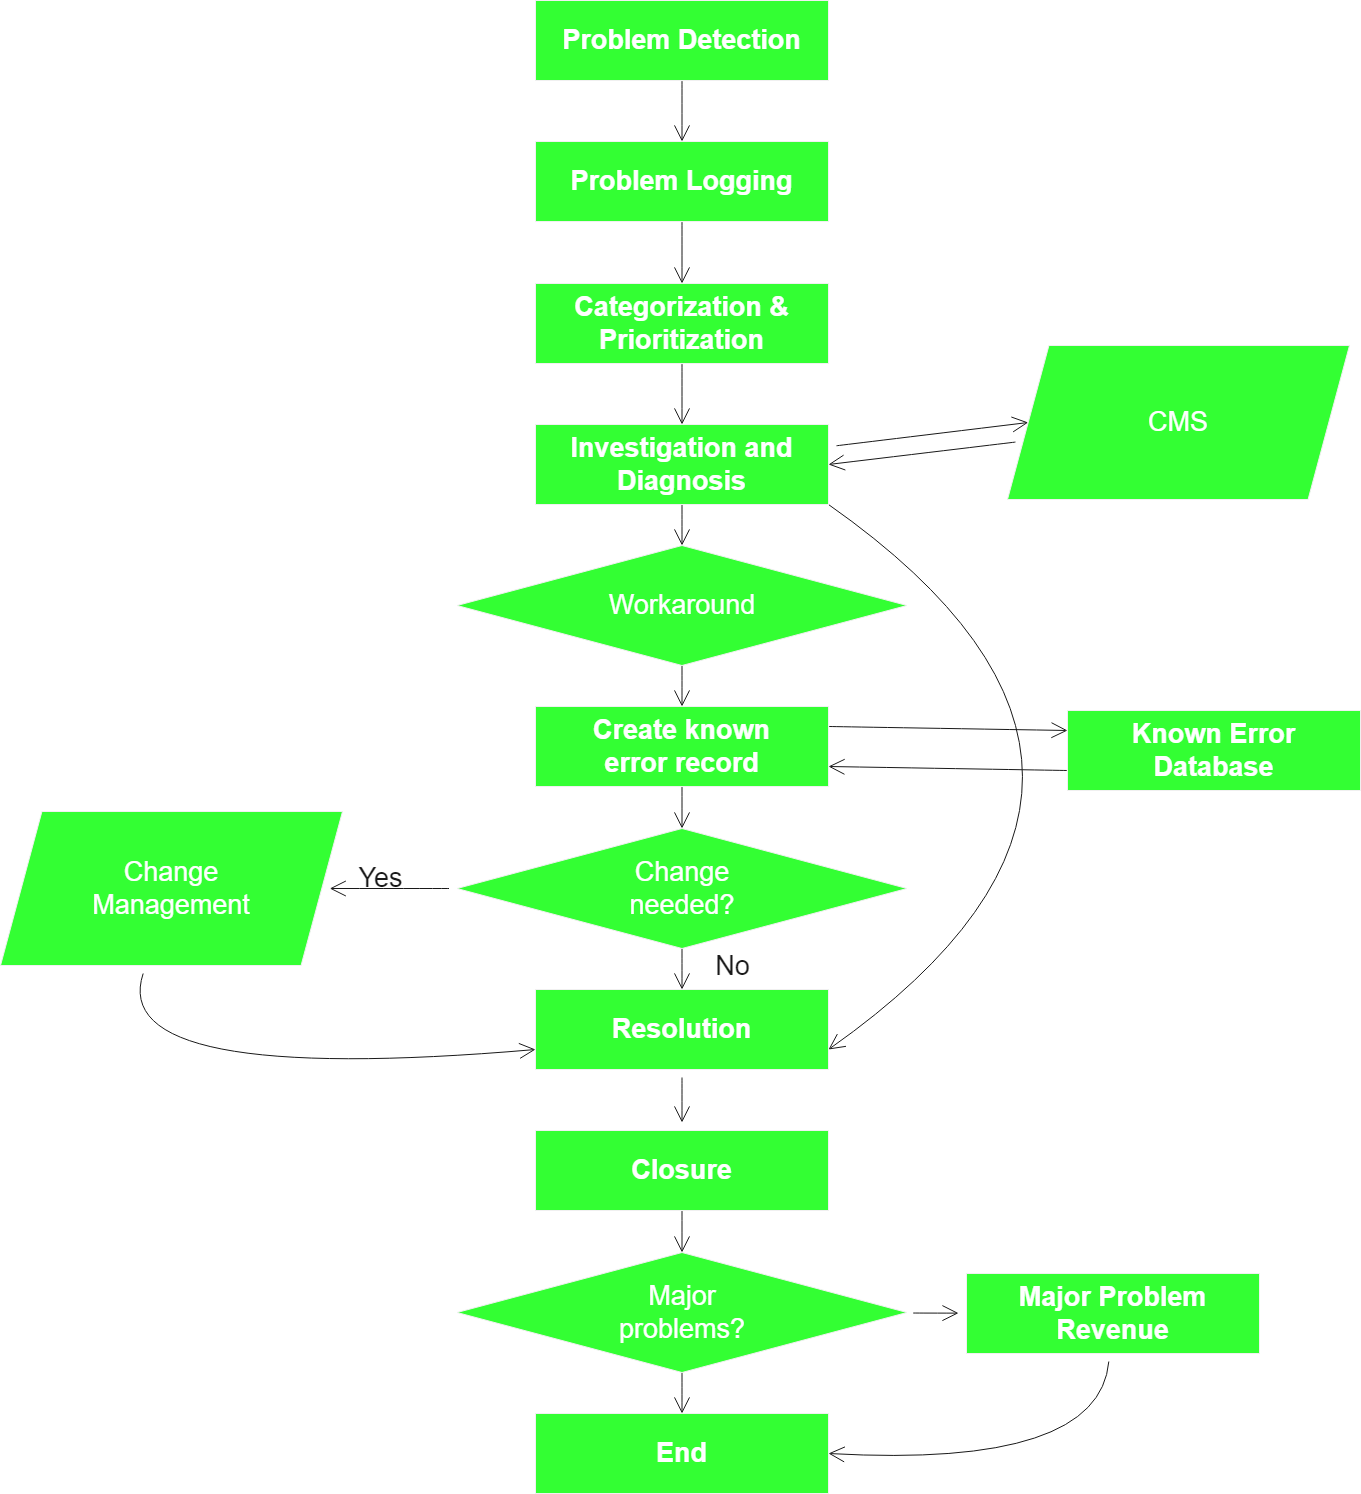 Problem Detection
Problem Logging
Categorization &
Prioritization
Investigation and
Diagnosis
CMS
Workaround
Create known
error record
Known Error
Database
Change
needed?
Yes
Change
Management
No
Resolution
Closure
Major
problems?
Major Problem
Revenue
End